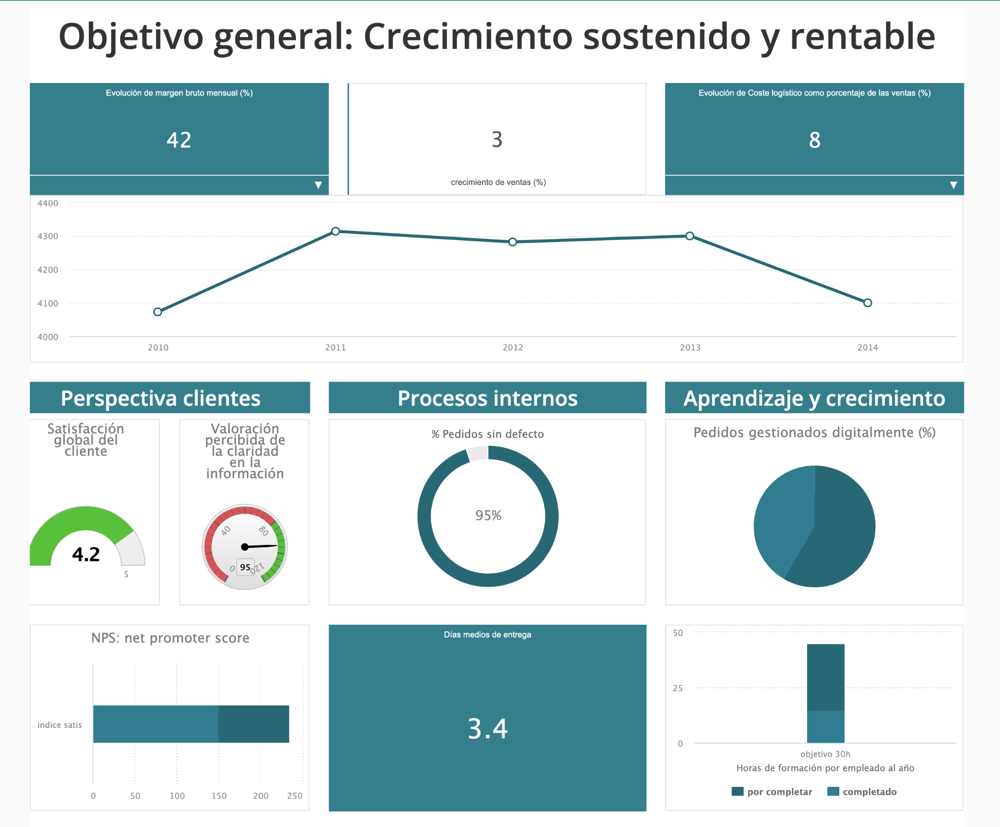 Objetivo general: Crecimiento sostenido y rentable
Evolución de margen bruto mensual (%)
42
▼
3
crecimiento de ventas (%)
Evolución de Coste logístico como porcentaje de las ventas (%)
8
▼
4400
4300
4200
4100
4000
2010
2011
2012
2013
2014
Perspectiva clientes
Satisfacción
global del
cliente
4.2
5
Valoración
percibida de
la claridad
en la
información
0
40
80
120
95
NPS: net promoter score
indice satis
0
50
100
150
200
250
Procesos internos
% Pedidos sin defecto
95%
Días medios de entrega
3.4
Aprendizaje y crecimiento
Pedidos gestionados digitalmente (%)
50
25
0
objetivo 30h
Horas de formación por empleado al año
por completar
completado